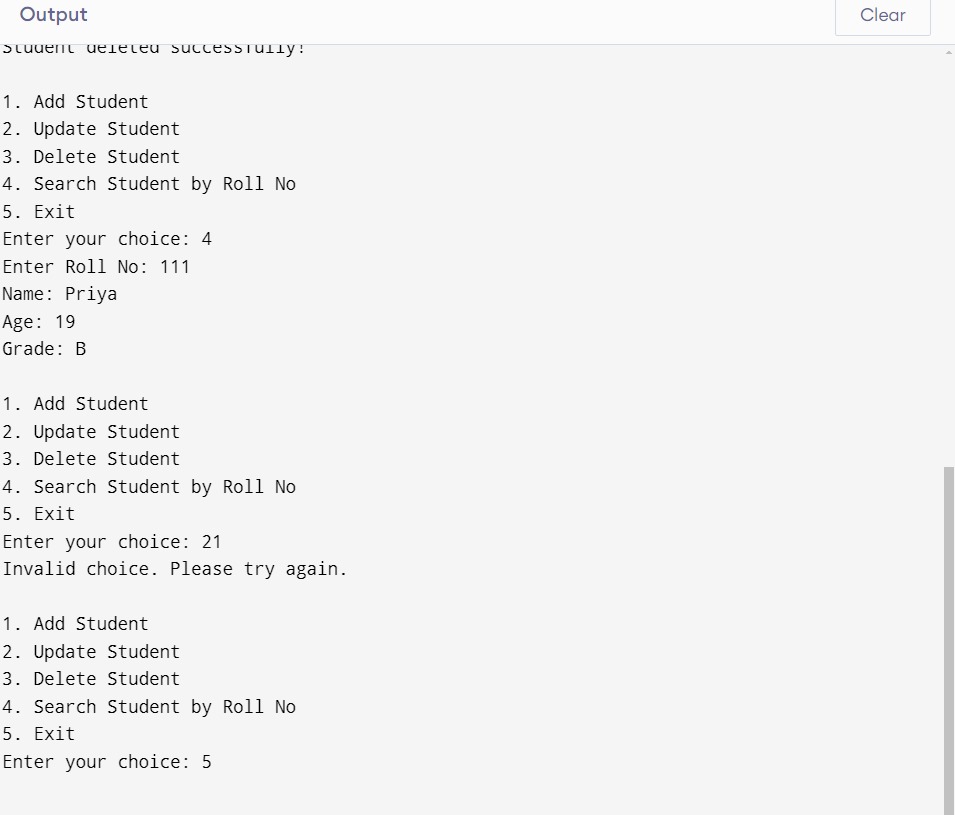 Output
Clear
Student deleted successfully!
1. Add Student
2. Update Student
3. Delete Student
4. Search Student by Roll No
5. Exit
Enter your choice: 4
Enter Roll No: 111
Name: Priya
Age: 19
Grade: B
1. Add Student
2. Update Student
3. Delete Student
4. Search Student by Roll No
5. Exit
Enter your choice: 21
Invalid choice. Please try again.
1. Add Student
2. Update Student
3. Delete Student
4. Search Student by Roll No
5. Exit
Enter your choice: 5